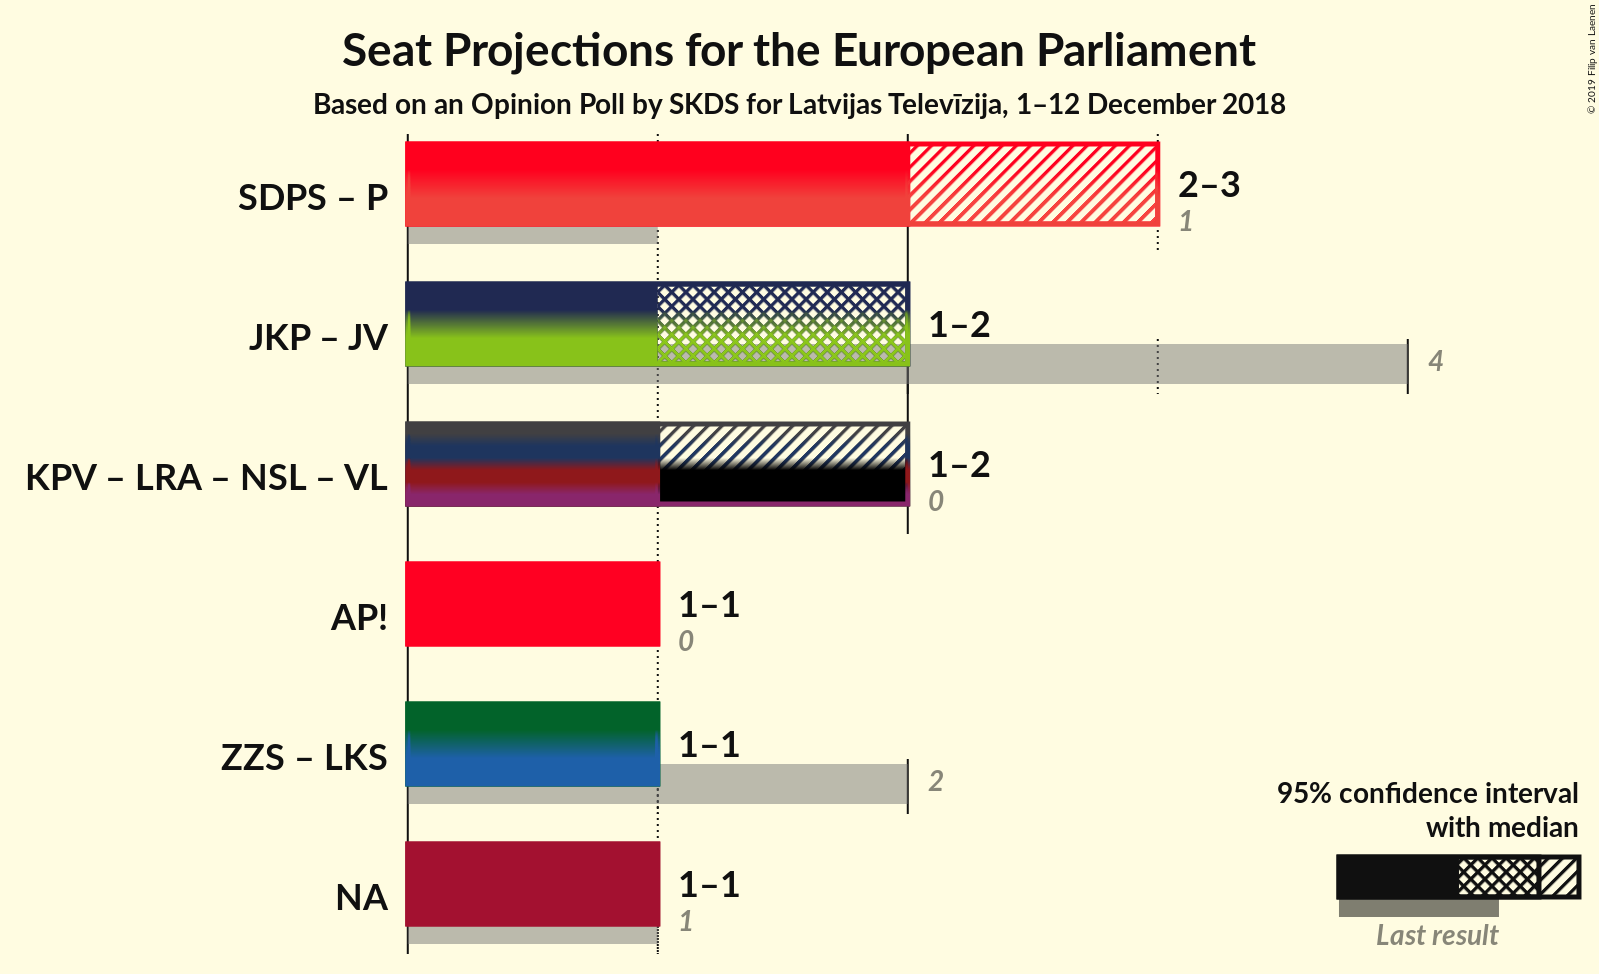 Seat Projections for the European Parliament
Based on an Opinion Poll by SKDS for Latvijas Televīzija, 1–12 December 2018
© 2019 Filip van Laenen
SDPS – P
2–3
1
JKP – JV
1–2
4
KPV – LRA – NSL – VL
1–2
0
AP!
1–1
0
ZZS – LKS
1–1
2
NA
1–1
1
95% confidence interval
with median
Last result